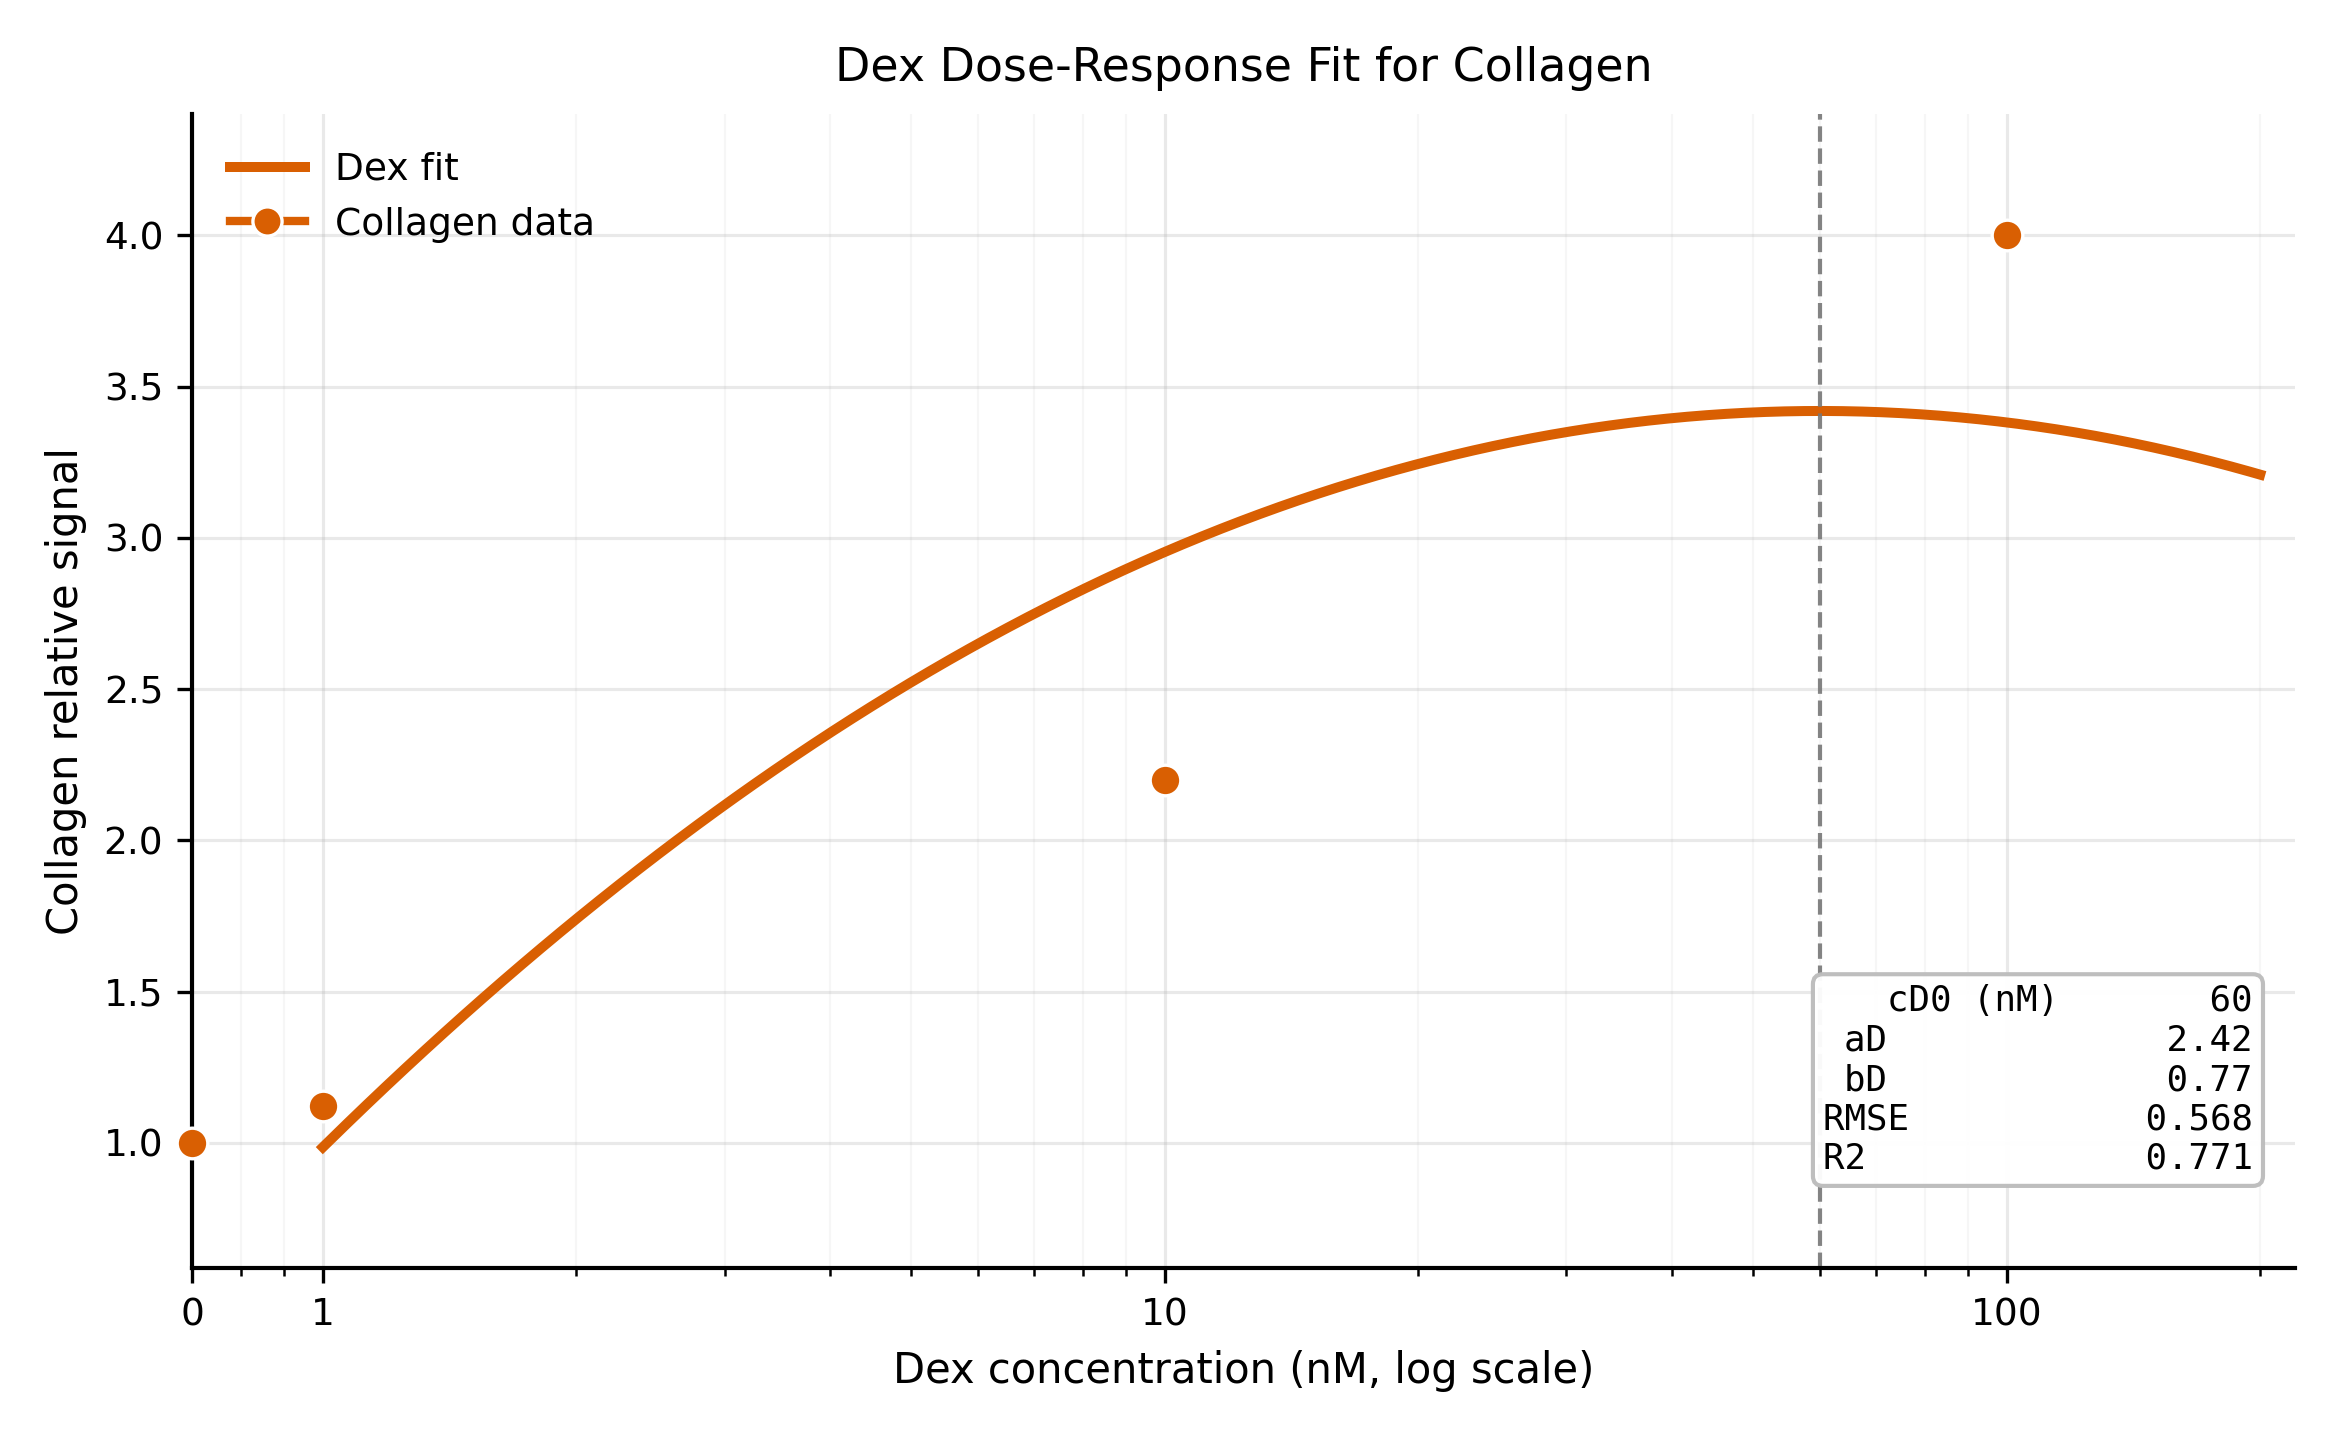 Dex Dose-Response Fit for Collagen
Dex fit
Collagen data
Collagen relative signal
4.0
3.5
3.0
2.5
2.0
1.5
1.0
cD0 (nM) 60
aD 2.42
bD 0.77
RMSE 0.568
R2 0.771
0 1 10 100
Dex concentration (nM, log scale)